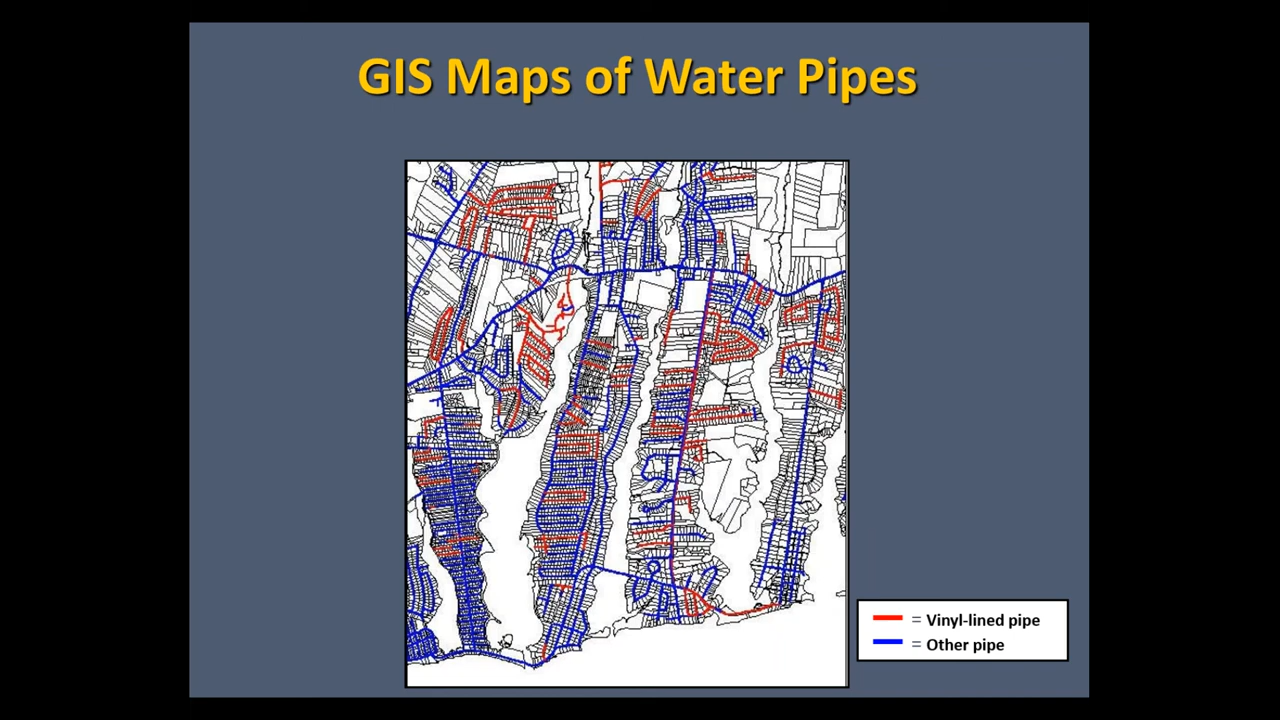 GIS Maps of Water Pipes
= Vinyl-lined pipe
= Other pipe